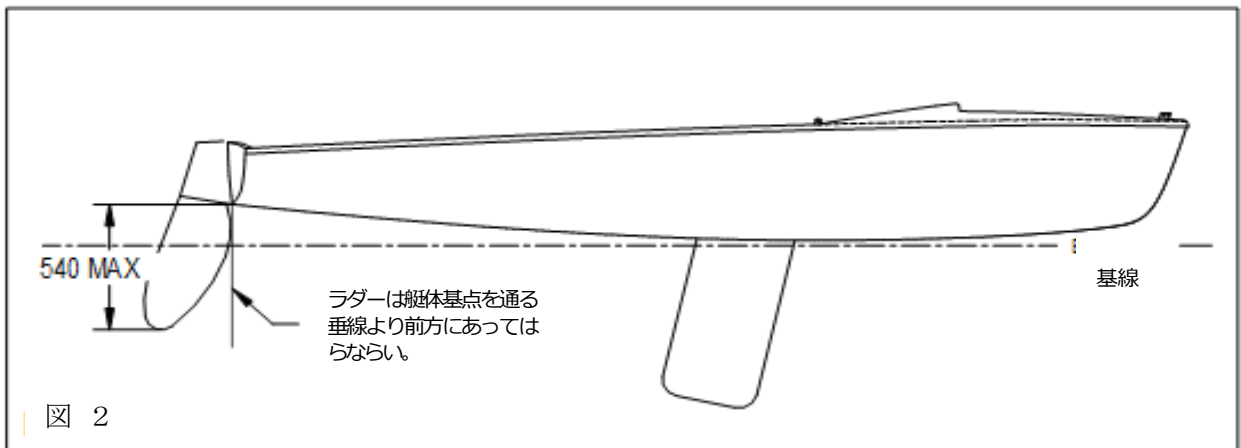 540 MAX
ラダーは艇体基点を通る
垂線より前方にあっては
らならい。
基線
図 2